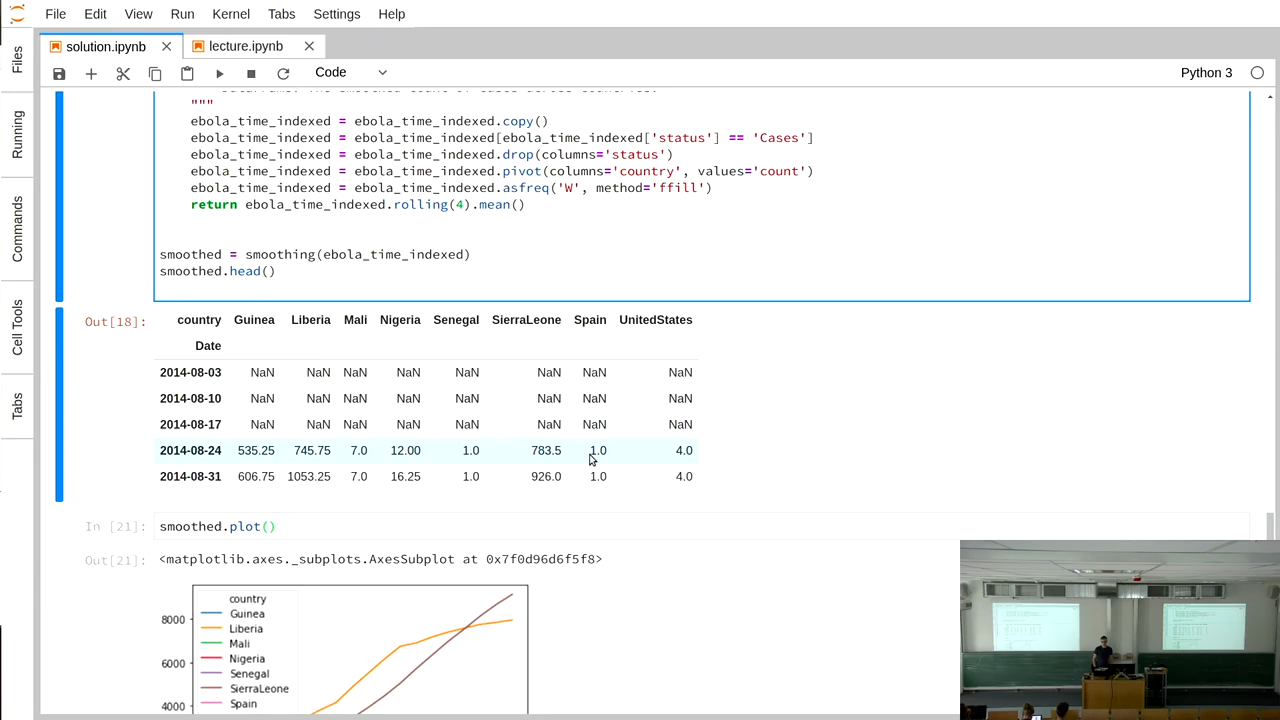 File Edit View Run Kernel Tabs Settings Help
solution.ipynb lecture.ipynb
Code Python 3
Files
Running
Commands
Cell Tools
Tabs
"""
ebola_time_indexed = ebola_time_indexed.copy()
ebola_time_indexed = ebola_time_indexed[ebola_time_indexed['status'] == 'Cases']
ebola_time_indexed = ebola_time_indexed.drop(columns='status')
ebola_time_indexed = ebola_time_indexed.pivot(columns='country', values='count')
ebola_time_indexed = ebola_time_indexed.asfreq('W', method='ffill')
return ebola_time_indexed.rolling(4).mean()
smoothed = smoothing(ebola_time_indexed)
smoothed.head()
Out[18]:
country Guinea Liberia Mali Nigeria Senegal SierraLeone Spain UnitedStates
Date
2014-08-03 NaN NaN NaN NaN NaN NaN NaN NaN
2014-08-10 NaN NaN NaN NaN NaN NaN NaN NaN
2014-08-17 NaN NaN NaN NaN NaN NaN NaN NaN
2014-08-24 535.25 745.75 7.0 12.00 1.0 783.5 1.0 4.0
2014-08-31 606.75 1053.25 7.0 16.25 1.0 926.0 1.0 4.0
In [21]: smoothed.plot()
Out[21]: <matplotlib.axes._subplots.AxesSubplot at 0x7f0d96d6f5f8>
country
Guinea
Liberia
Mali
Nigeria
Senegal
SierraLeone
Spain
8000
6000
4000